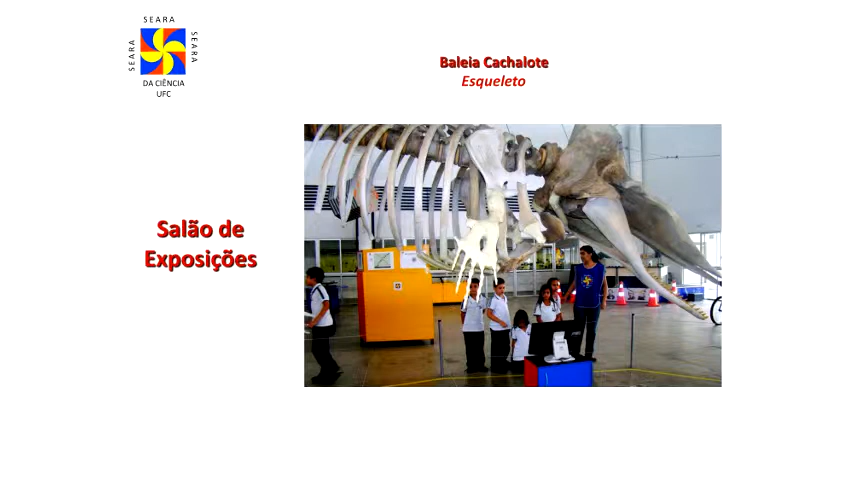 SEARA
SEARA
SEARA
DA CIÊNCIA
UFC
Baleia Cachalote
Esqueleto
Salão de
Exposições